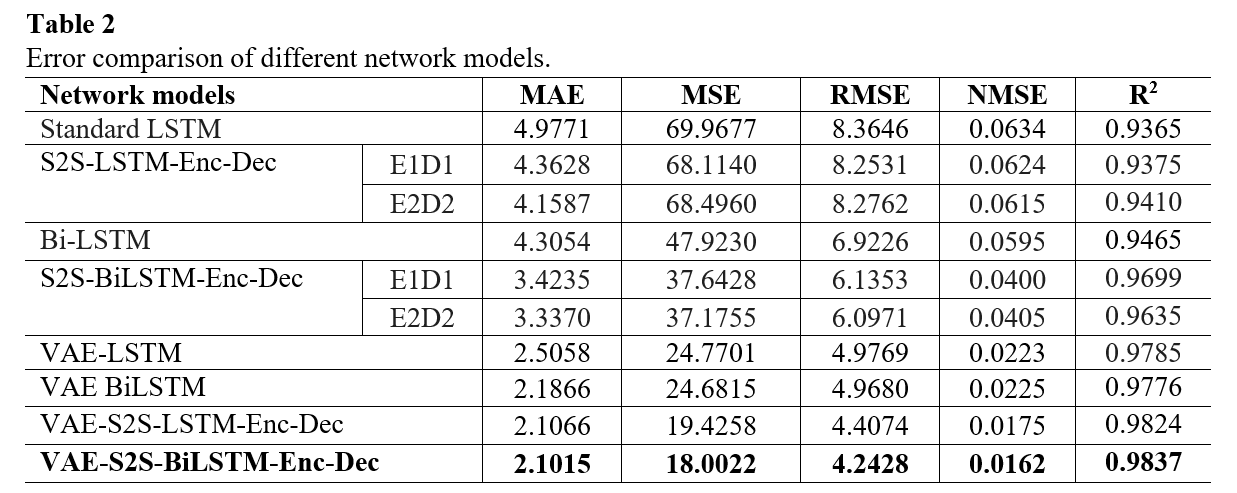 Table 2
Error comparison of different network models.
Network models MAE MSE RMSE NMSE R²
Standard LSTM 4.9771 69.9677 8.3646 0.0634 0.9365
S2S-LSTM-Enc-Dec E1D1 4.3628 68.1140 8.2531 0.0624 0.9375
E2D2 4.1587 68.4960 8.2762 0.0615 0.9410
Bi-LSTM 4.3054 47.9230 6.9226 0.0595 0.9465
S2S-BiLSTM-Enc-Dec E1D1 3.4235 37.6428 6.1353 0.0400 0.9699
E2D2 3.3370 37.1755 6.0971 0.0405 0.9635
VAE-LSTM 2.5058 24.7701 4.9769 0.0223 0.9785
VAE BiLSTM 2.1866 24.6815 4.9680 0.0225 0.9776
VAE-S2S-LSTM-Enc-Dec 2.1066 19.4258 4.4074 0.0175 0.9824
VAE-S2S-BiLSTM-Enc-Dec 2.1015 18.0022 4.2428 0.0162 0.9837